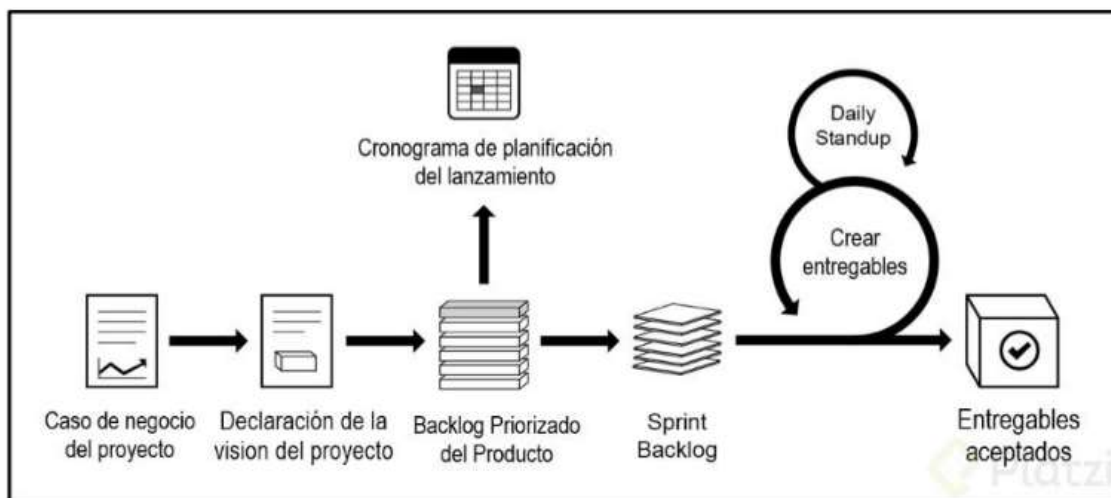 Cronograma de planificación
del lanzamiento
Daily
Standup
Crear
entregables
Caso de negocio
del proyecto
Declaración de la
vision del proyecto
Backlog Priorizado
del Producto
Sprint
Backlog
Entregables
aceptados
Platzi